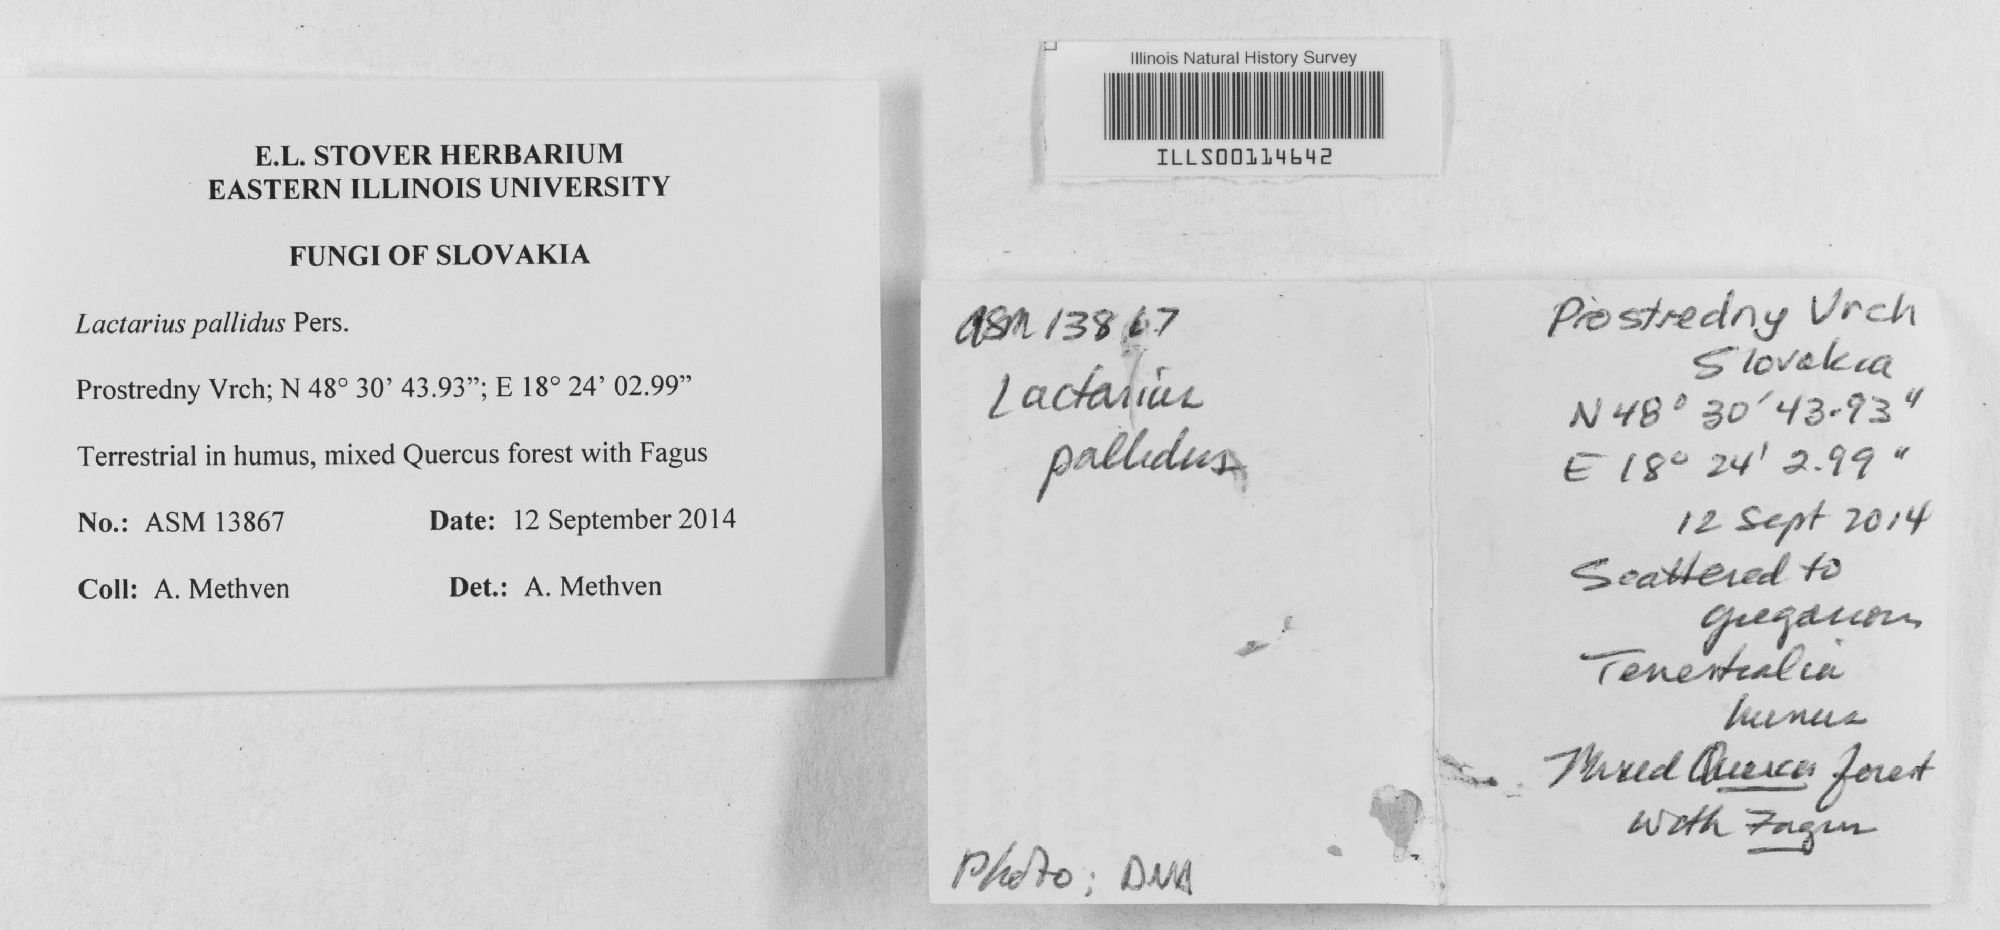 E.L. STOVER HERBARIUM
EASTERN ILLINOIS UNIVERSITY
FUNGI OF SLOVAKIA
Lactarius pallidus Pers.
Prostredny Vrch; N 48° 30’ 43.93”; E 18° 24’ 02.99”
Terrestrial in humus, mixed Quercus forest with Fagus
No.: ASM 13867 Date: 12 September 2014
Coll: A. Methven Det.: A. Methven
Illinois Natural History Survey
ILLS00114642
ASM 13867
Lactarius
pallidus
Photo; DNA
Prostredny Vrch
Slovakia
N 48° 30' 43.93"
E 18° 24' 2.99"
12 Sept 2014
Scattered to
gregarious
Terrestrial in
humus
Mixed Quercus forest
with Fagus